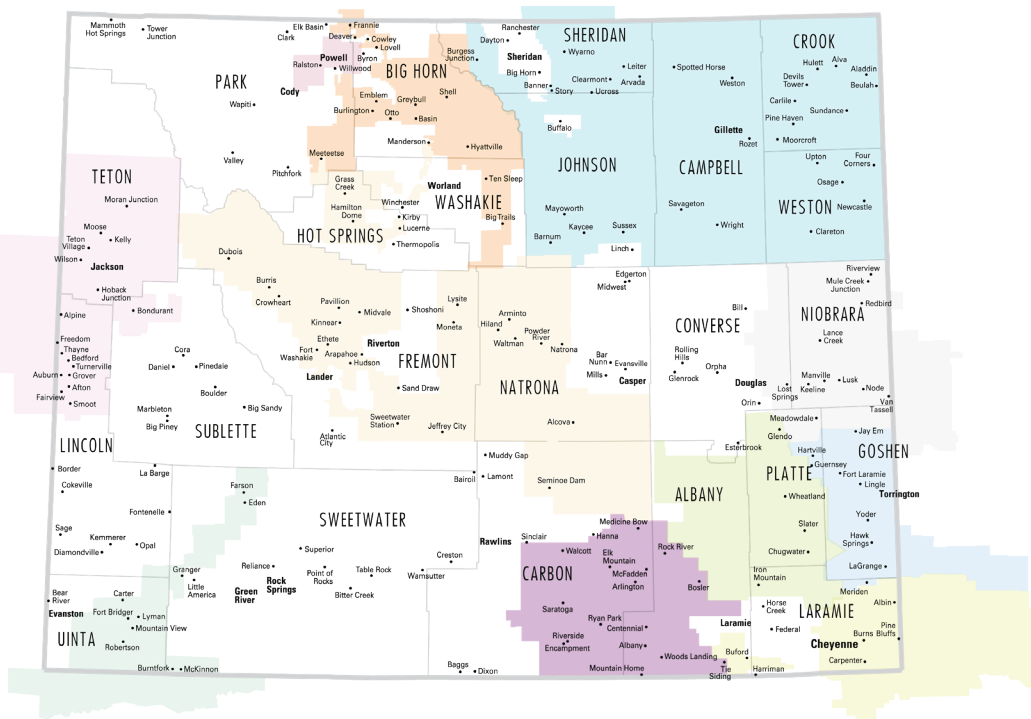 Mammoth
Hot Springs
Tower
Junction
Elk Basin
Clark
Frannie
Deaver
Cowley
Lovell
Byron
Powell
Ralston
Willwood
PARK
Cody
Wapiti
Valley
Pitchfork
Meeteetse
BIG HORN
Burgess
Junction
Emblem
Burlington
Otto
Greybull
Basin
Shell
Manderson
Hyattville
Ranchester
Dayton
Sheridan
Big Horn
Banner
Story
SHERIDAN
Wyarno
Leiter
Clearmont
Arvada
Ucross
Buffalo
JOHNSON
Mayoworth
Kaycee
Barnum
Sussex
Linch
Spotted Horse
Weston
Gillette
Rozet
CAMPBELL
Savageton
Wright
CROOK
Hulett
Alva
Aladdin
Devils
Tower
Beulah
Carlile
Sundance
Pine Haven
Moorcroft
Upton
Four
Corners
Osage
WESTON
Newcastle
Clareton
TETON
Moran Junction
Moose
Teton
Village
Kelly
Wilson
Jackson
Hoback
Junction
Bondurant
Grass
Creek
Hamilton
Dome
HOT SPRINGS
Winchester
Kirby
Lucerne
Thermopolis
Worland
WASHAKIE
Ten Sleep
Big Trails
Alpine
Freedom
Thayne
Bedford
Turnerville
Auburn
Grover
Afton
Fairview
Smoot
LINCOLN
Border
Cokeville
La Barge
Fontenelle
Sage
Kemmerer
Diamondville
Opal
Cora
Daniel
Pinedale
Boulder
Marbleton
Big Piney
Big Sandy
SUBLETTE
Dubois
Burris
Crowheart
Pavillion
Midvale
Kinnear
Shoshoni
Lysite
Moneta
Ethete
Fort
Washakie
Arapahoe
Riverton
Hudson
Lander
FREMONT
Sand Draw
Sweetwater
Station
Jeffrey City
Atlantic
City
Edgerton
Midwest
Arminto
Hiland
Waltman
Powder
River
Natrona
Bar
Nunn
Evansville
Mills
Casper
NATRONA
Alcova
Bill
CONVERSE
Rolling
Hills
Glenrock
Orpha
Douglas
Orin
Lost
Springs
Esterbrook
Riverview
Mule Creek
Junction
Redbird
NIOBRARA
Lance
Creek
Manville
Keeline
Lusk
Node
Van
Tassell
Farson
Eden
SWEETWATER
Superior
Reliance
Rock
Springs
Green
River
Point of
Rocks
Table Rock
Bitter Creek
Granger
Little
America
Wamsutter
Creston
McKinnon
Bear
River
Evanston
UINTA
Carter
Fort Bridger
Lyman
Mountain View
Robertson
Burntfork
Muddy Gap
Bairoil
Lamont
Seminoe Dam
Rawlins
Sinclair
Medicine Bow
Hanna
Walcott
Elk
Mountain
McFadden
Arlington
CARBON
Saratoga
Ryan Park
Riverside
Encampment
Baggs
Dixon
ALBANY
Rock River
Bosler
Laramie
Centennial
Albany
Woods Landing
Mountain Home
Tie
Siding
Meadowdale
Glendo
Hartville
Guernsey
PLATTE
Wheatland
Slater
Chugwater
Jay Em
GOSHEN
Fort Laramie
Lingle
Torrington
Yoder
Hawk
Springs
LaGrange
Iron
Mountain
Meriden
Horse
Creek
LARAMIE
Albin
Federal
Pine
Bluffs
Burns
Cheyenne
Buford
Harriman
Carpenter